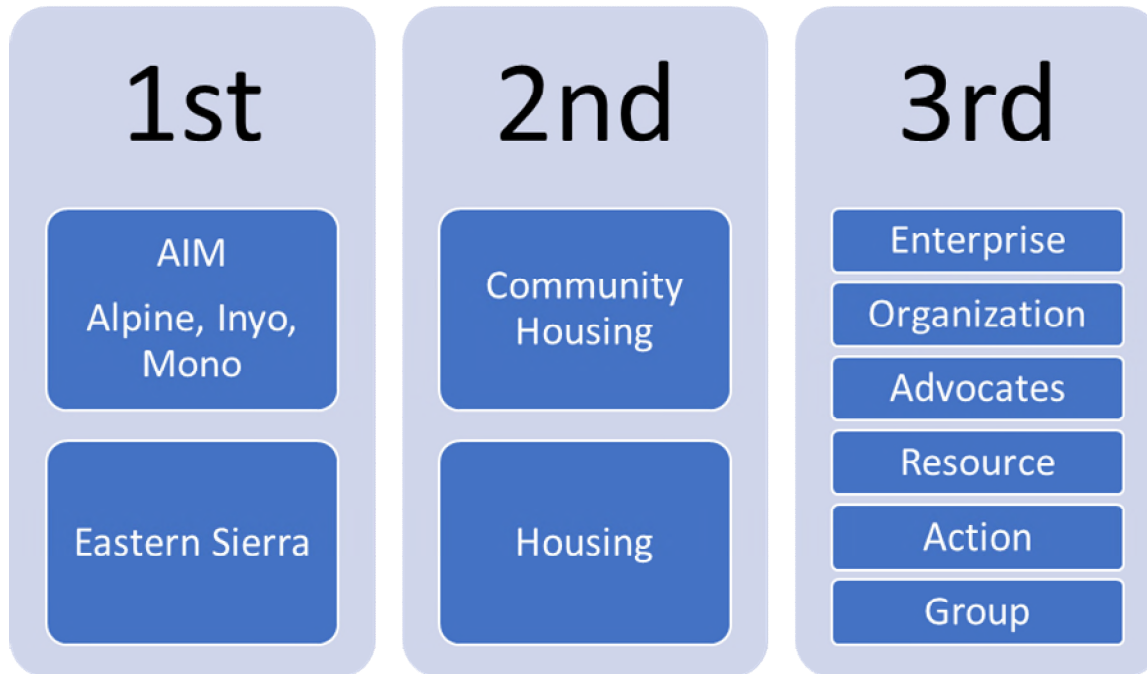 1st
AIM
Alpine, Inyo,
Mono
Eastern Sierra
2nd
Community
Housing
Housing
3rd
Enterprise
Organization
Advocates
Resource
Action
Group